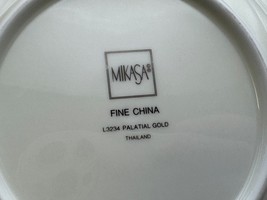 MIKASA®
FINE CHINA
L3234 PALATIAL GOLD
THAILAND